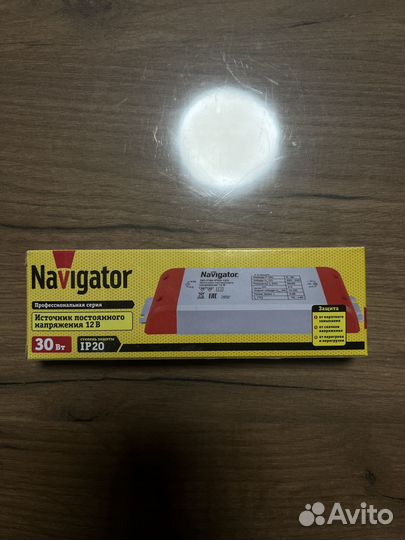 Navigator
Профессиональная серия
Источник постоянного
напряжения 12 В
30 Вт
степень защиты
IP20
Navigator
Защита
от короткого
замыкания
от скачков
напряжения
от перегрева
и перегрузки
Avito